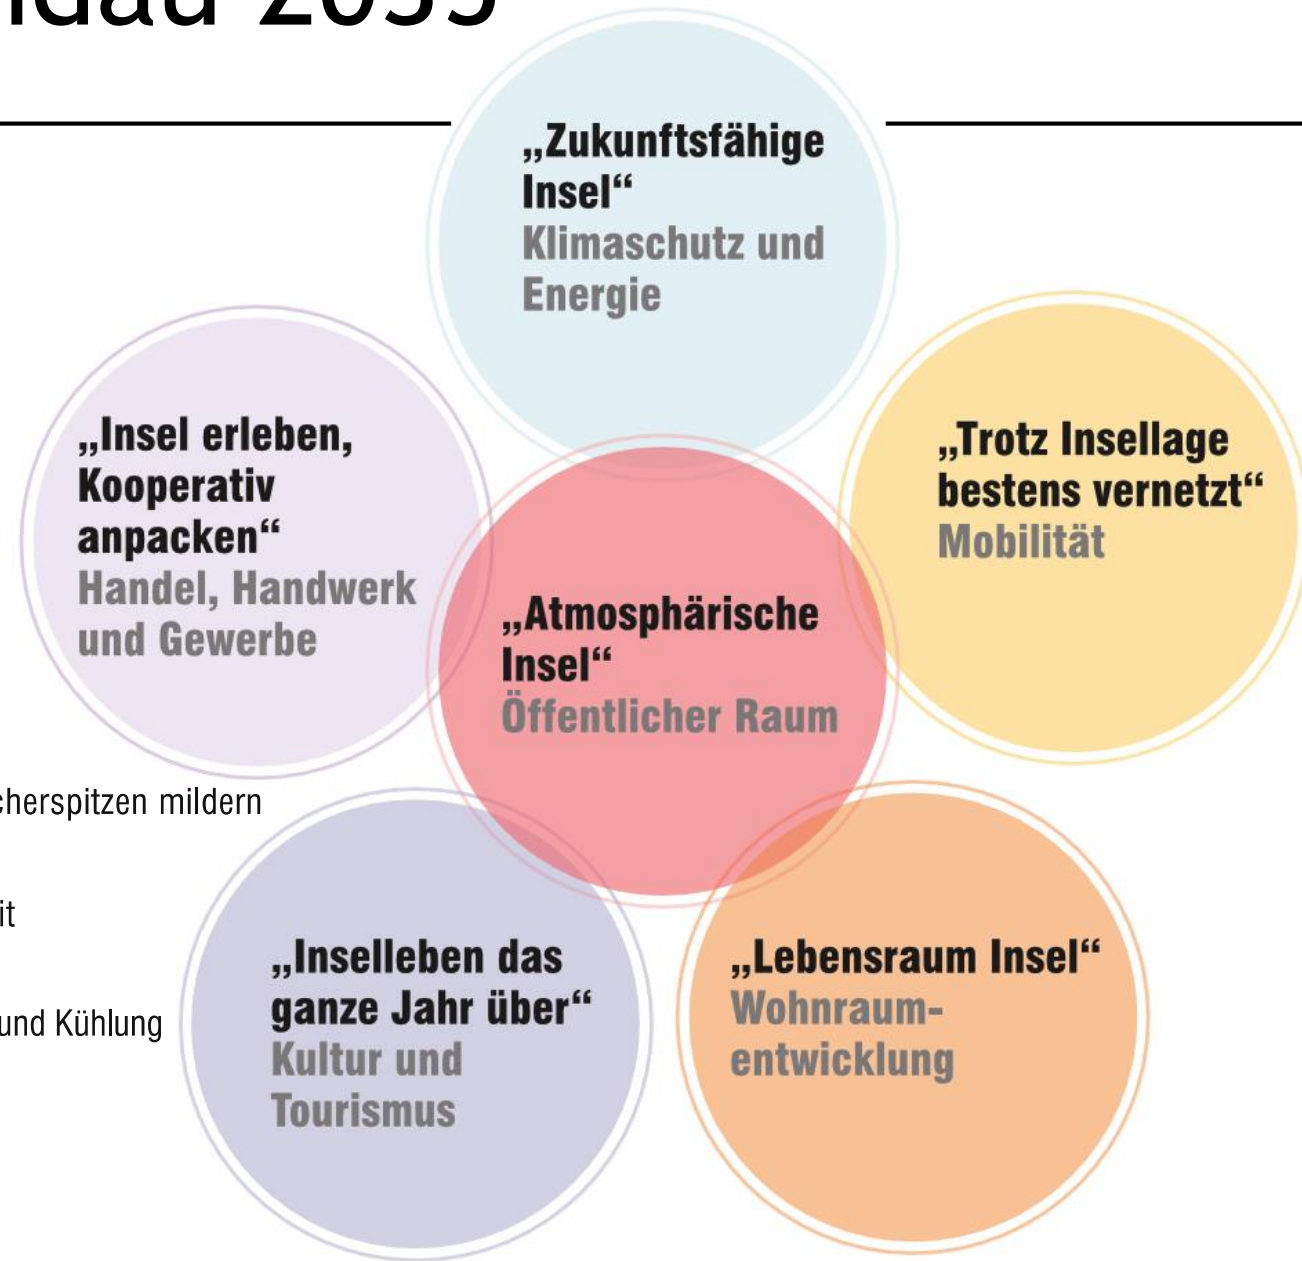 ndau 2035
„Zukunftsfähige
Insel“
Klimaschutz und
Energie
„Insel erleben,
Kooperativ
anpacken“
Handel, Handwerk
und Gewerbe
„Trotz Insellage
bestens vernetzt“
Mobilität
„Atmosphärische
Insel“
Öffentlicher Raum
cherspitzen mildern
it
und Kühlung
„Inselleben das
ganze Jahr über“
Kultur und
Tourismus
„Lebensraum Insel“
Wohnraum-
entwicklung